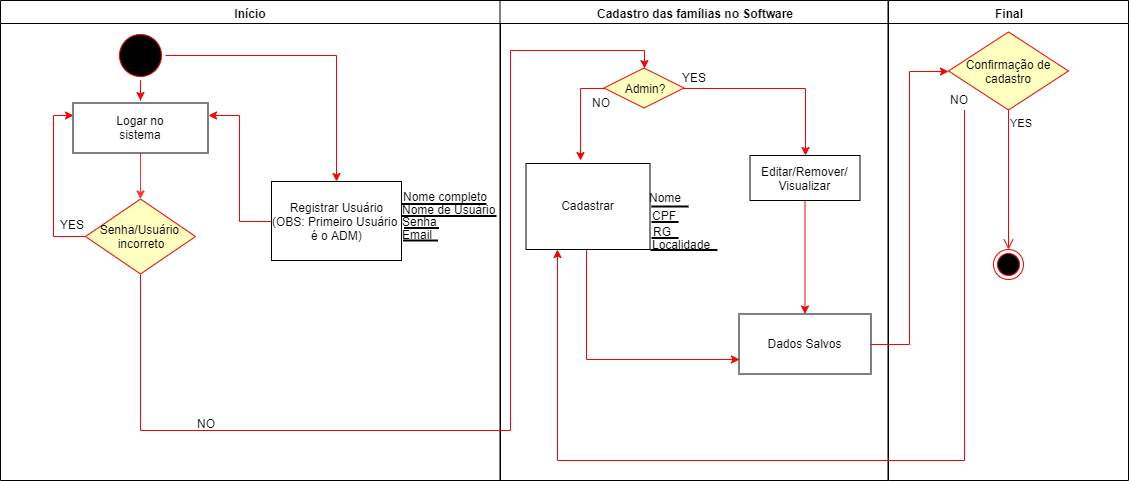 Início
Cadastro das famílias no Software
Final
Logar no
sistema
YES
Senha/Usuário
incorreto
NO
Registrar Usuário
(OBS: Primeiro Usuário
é o ADM)
Nome completo
Nome de Usuário
Senha
Email
Admin?
YES
NO
Cadastrar
Nome
CPF
RG
Localidade
Editar/Remover/
Visualizar
Dados Salvos
Confirmação de
cadastro
NO
YES